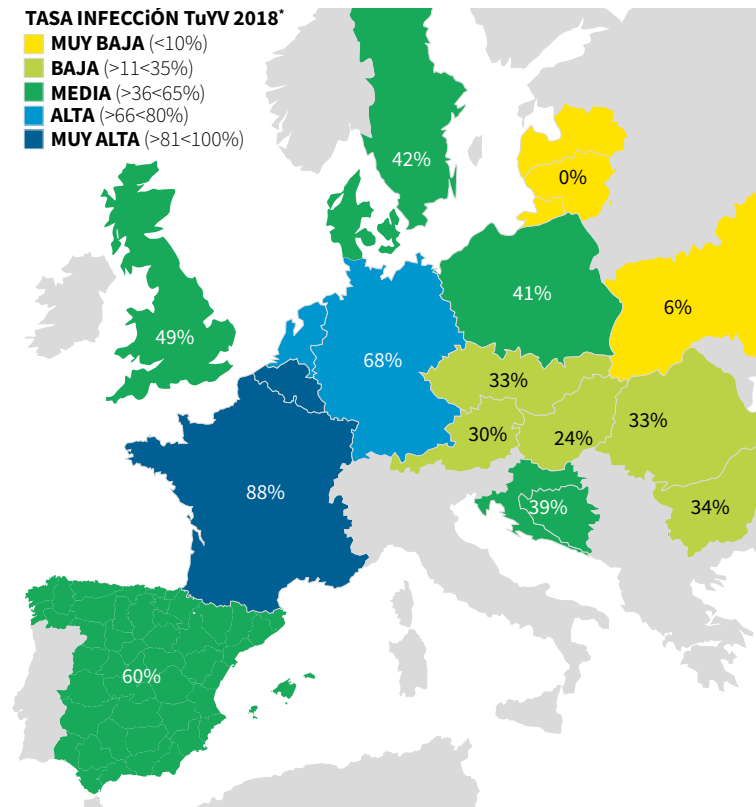 TASA INFECCiÓN TuYV 2018*
MUY BAJA (<10%)
BAJA (>11<35%)
MEDIA (>36<65%)
ALTA (>66<80%)
MUY ALTA (>81<100%)
42%
0%
49%
41%
6%
68%
33%
30%
24%
33%
88%
39%
34%
60%